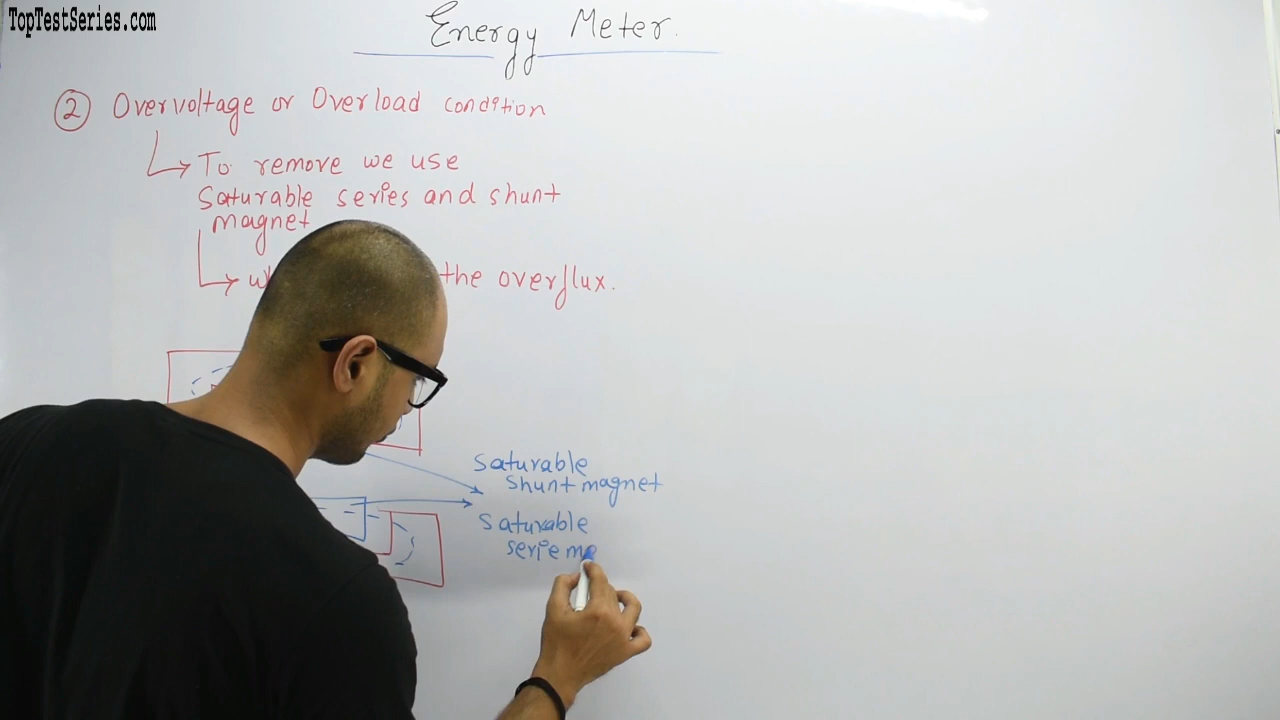 TopTestSeries.com
Energy Meter.
② Overvoltage or Overload condition
To remove we use
Saturable series and shunt
magnet
the overflux.
Saturable
shunt magnet
Saturable
serie